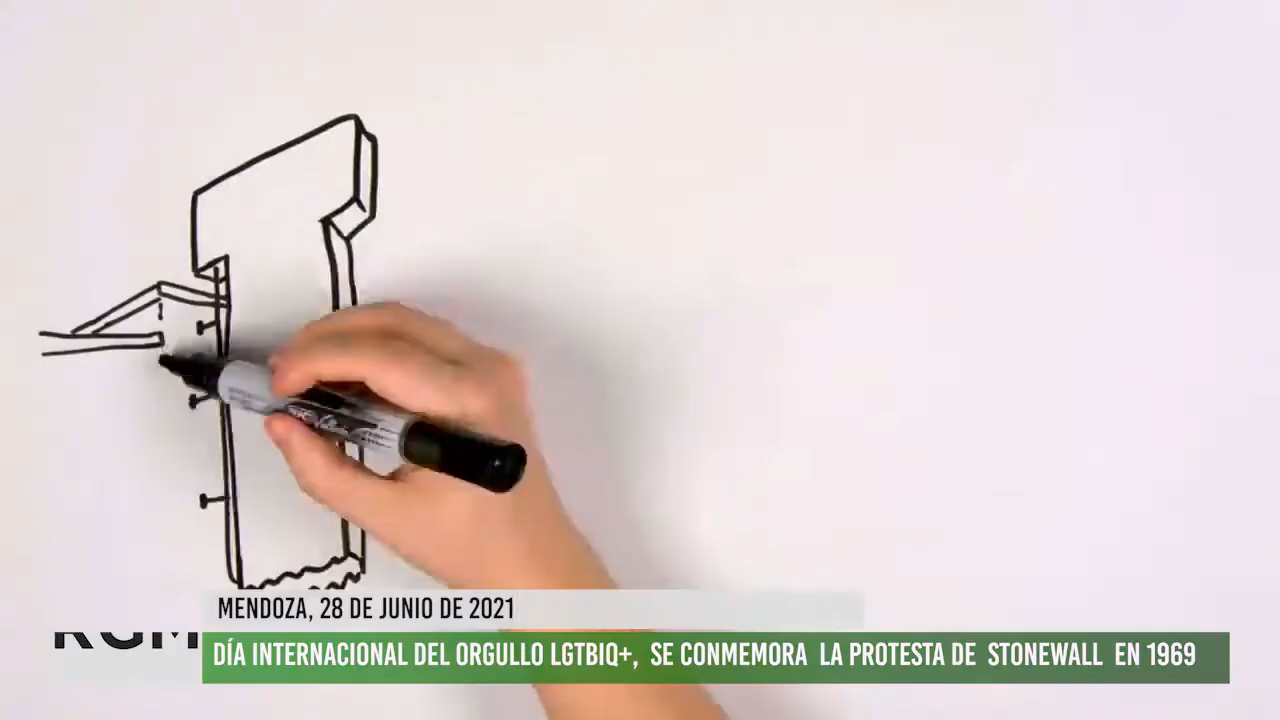 MENDOZA, 28 DE JUNIO DE 2021
DÍA INTERNACIONAL DEL ORGULLO LGTBIQ+, SE CONMEMORA LA PROTESTA DE STONEWALL EN 1969